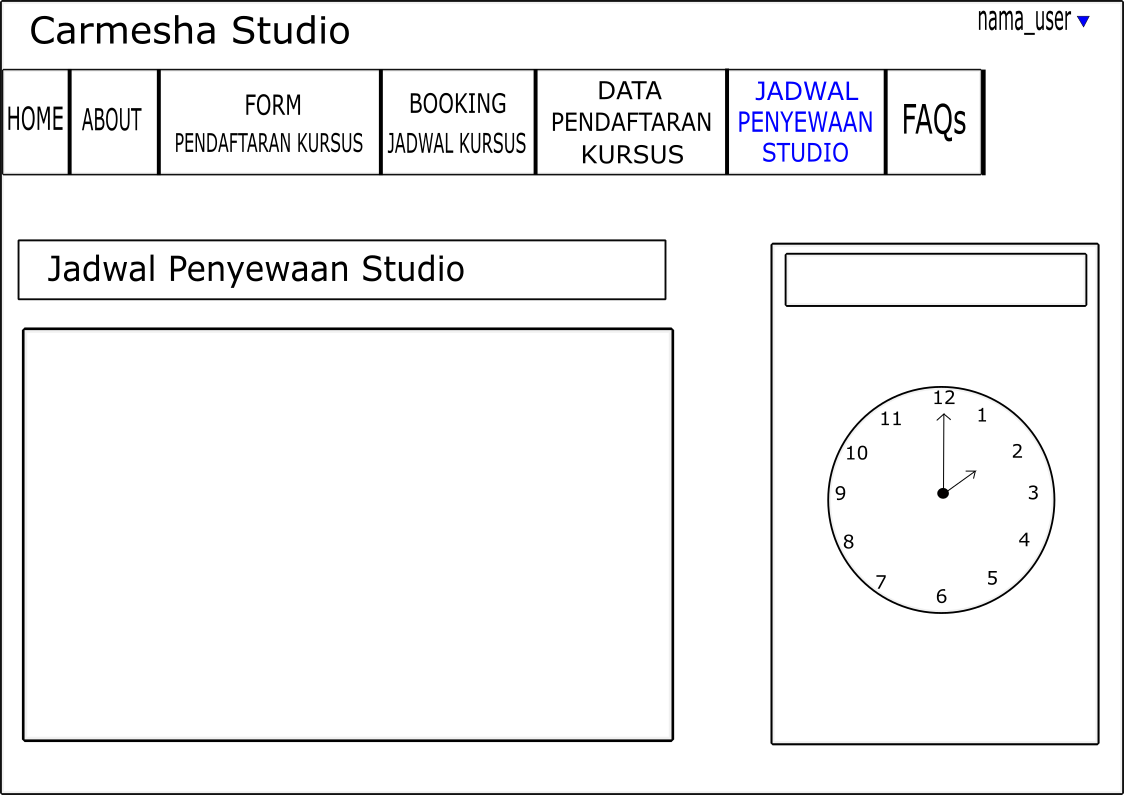 Carmesha Studio
nama_user
HOME
ABOUT
FORM
PENDAFTARAN KURSUS
BOOKING
JADWAL KURSUS
DATA
PENDAFTARAN
KURSUS
JADWAL
PENYEWAAN
STUDIO
FAQs
Jadwal Penyewaan Studio
12
1
2
3
4
5
6
7
8
9
10
11